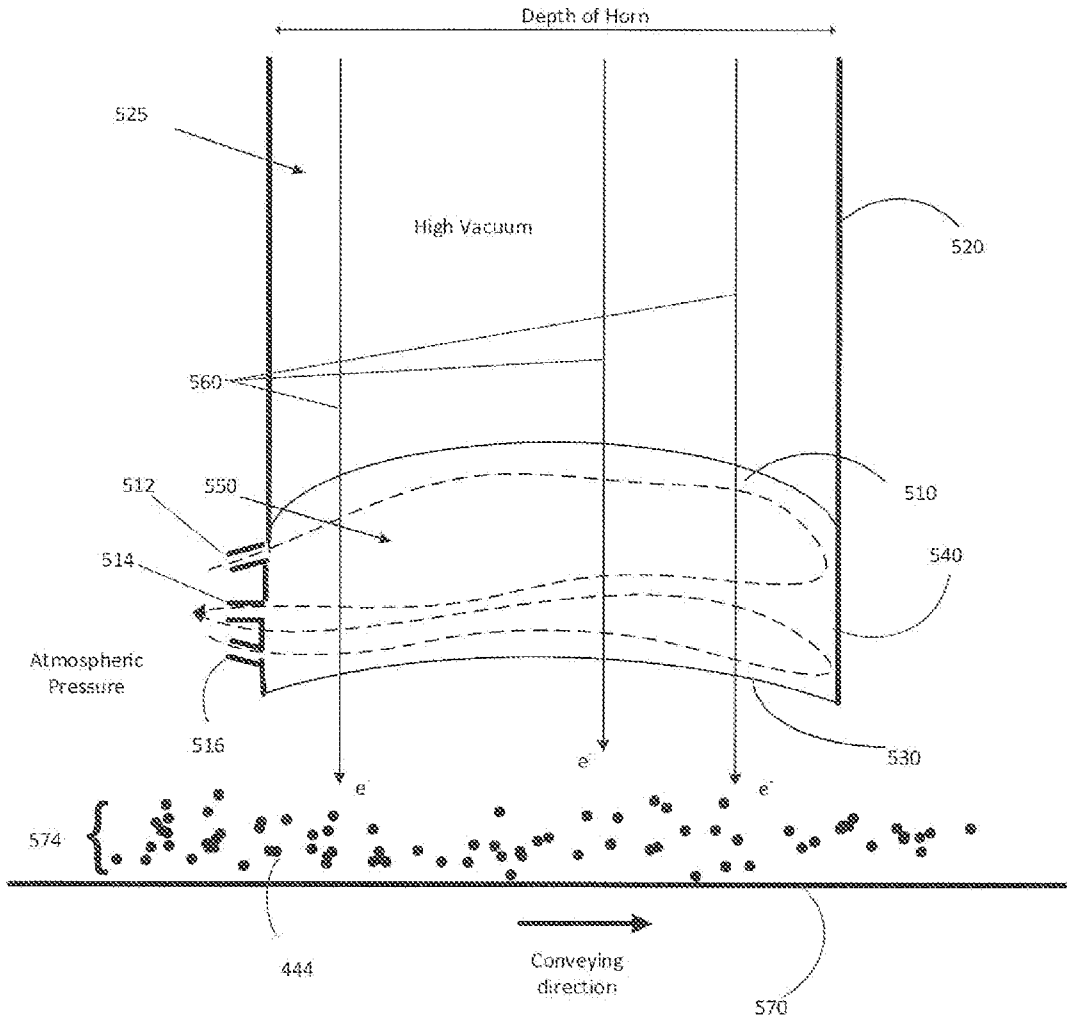 Depth of Horn
525
High Vacuum
520
560
512
550
510
514
540
Atmospheric
Pressure
516
530
e-
e-
e-
574
444
Conveying
direction
570